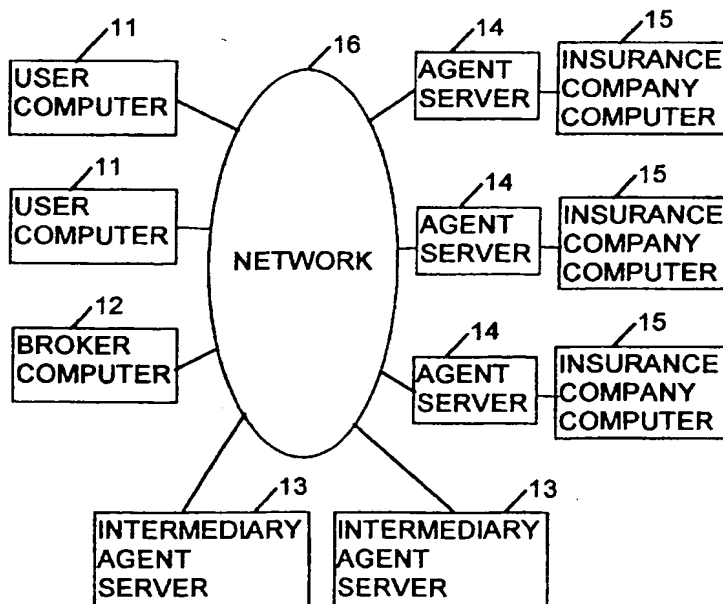 11
USER
COMPUTER
11
USER
COMPUTER
12
BROKER
COMPUTER
16
NETWORK
14
AGENT
SERVER
15
INSURANCE
COMPANY
COMPUTER
14
AGENT
SERVER
15
INSURANCE
COMPANY
COMPUTER
14
AGENT
SERVER
15
INSURANCE
COMPANY
COMPUTER
13
INTERMEDIARY
AGENT
SERVER
13
INTERMEDIARY
AGENT
SERVER